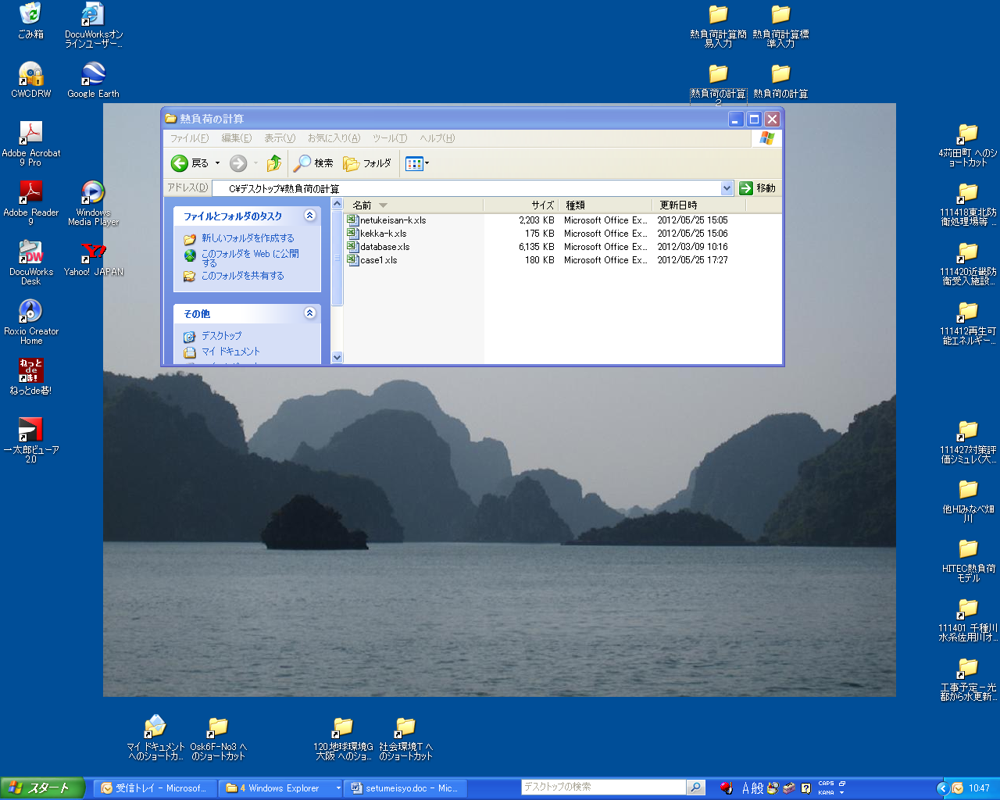 ごみ箱
DocuWorksオン
ラインユーザー...
CWCDRW
Google Earth
Adobe Acrobat
9 Pro
Adobe Reader
9
Windows
Media Player
DocuWorks
Desk
Yahoo! JAPAN
Roxio Creator
Home
ねっと
de
碁!
ねっとde碁!
一太郎ビューア
2.0
熱負荷計算簡
易入力
熱負荷計算標
準入力
熱負荷の計算
2
熱負荷の計算
熱負荷の計算
ファイル(F) 編集(E) 表示(V) お気に入り(A) ツール(T) ヘルプ(H)
戻る 検索 フォルダ
アドレス(D) C¥デスクトップ¥熱負荷の計算 移動
ファイルとフォルダのタスク
新しいフォルダを作成する
このフォルダを Web に公開
する
このフォルダを共有する
その他
デスクトップ
マイ ドキュメント
名前 サイズ 種類 更新日時
netukeisan-k.xls 2,203 KB Microsoft Office Ex... 2012/05/25 15:05
kekka-k.xls 175 KB Microsoft Office Ex... 2012/05/25 15:06
database.xls 6,135 KB Microsoft Office Ex... 2012/03/09 10:16
case1.xls 180 KB Microsoft Office Ex... 2012/05/25 17:27
4苅田町 へのシ
ョートカット
111418東北防
衛処理場等 ...
111420近畿防
衛受入施設...
111412再生可
能エネルギー...
111427対策評
価シミュレ(大...
他HIみなべ畑
川
HITEC熱負荷
モデル
111401 千種川
水系佐用川オ...
工事予定－光
都から水更新...
マイ ドキュメント
へのショートカ...
Osk6F-No3 へ
のショートカット
120.地球環境G
大阪 へのショ...
社会環境T へ
のショートカット
スタート
受信トレイ - Microsof...
4 Windows Explorer
setumeisyo.doc - Mic...
デスクトップの検索
A 般
CAPS
KANA
10:47